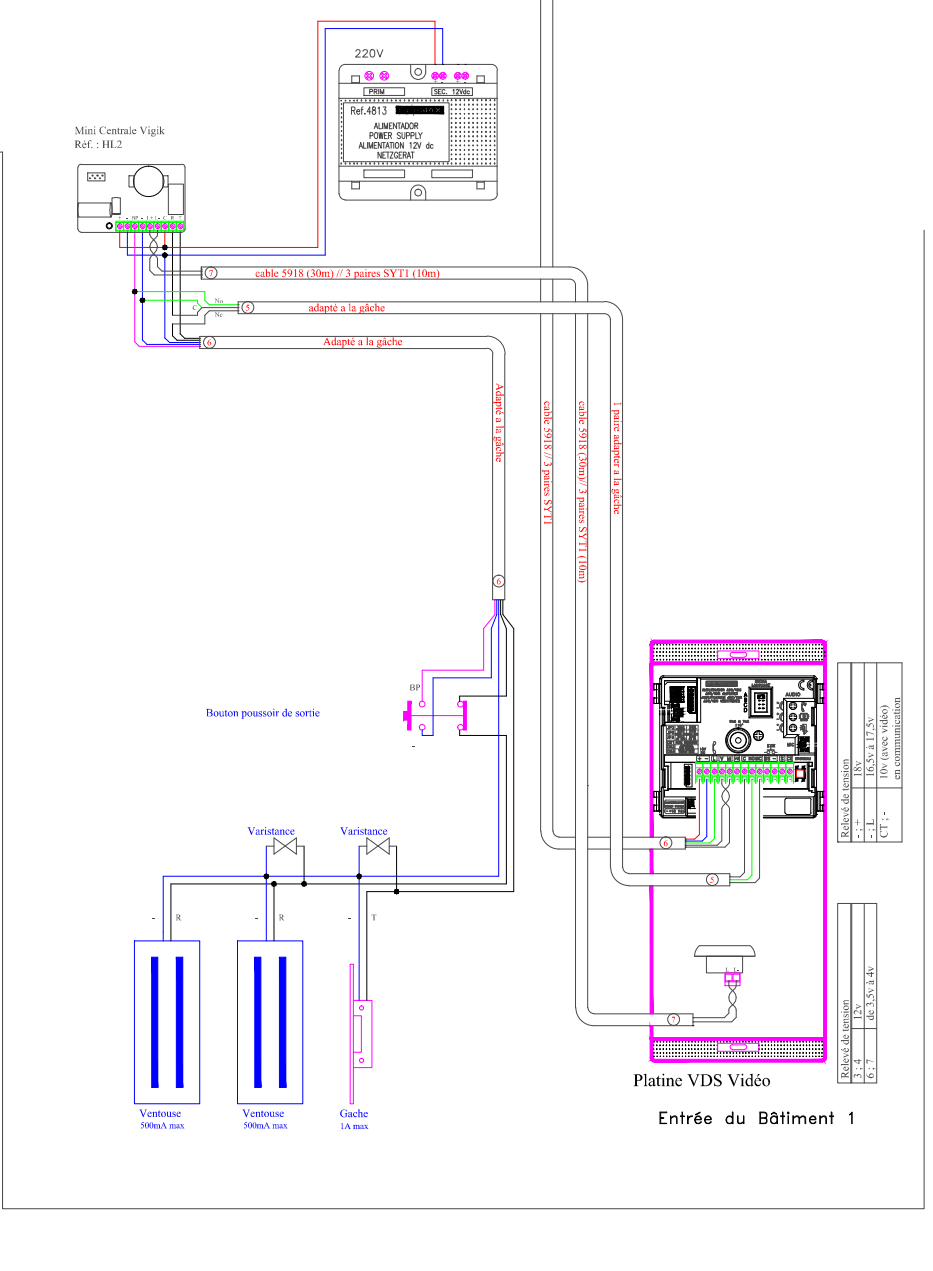 220V
PRIM
SEC. 12Vdc
Ref.4813
ALIMENTADOR
POWER SUPPLY
ALIMENTATION 12V dc
NETZGERAT
Mini Centrale Vigik
Réf. : HL2
+ - BP - L+ L- C R T
7
cable 5918 (30m) // 3 paires SYT1 (10m)
No
C
Nc
5
adapté a la gâche
6
Adapté a la gâche
Adapté a la gâche
6
cable 5918 // 3 paires SYT1
cable 5918 (30m)// 3 paires SYT1 (10m)
1 paire adapter a la gâche
BP
-
Bouton poussoir de sortie
AUDIO
A
B
C
D
6
5
7
Varistance
Varistance
- R
- R
- T
Ventouse
500mA max
Ventouse
500mA max
Gache
1A max
Relevé de tension
- ; + 18v
- ; L 16,5v à 17,5v
CT ; - 10v (avec vidéo)
en communication
Relevé de tension
3 ; 4 12v
6 ; 7 de 3,5v à 4v
Platine VDS Vidéo
Entrée du Bâtiment 1